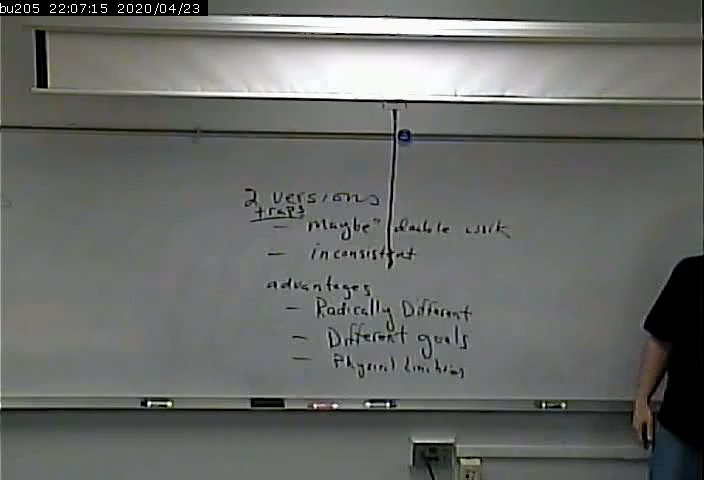 bu205 22:07:15 2020/04/23
2 versions
traps
- Maybe" double work
- inconsistent
advantages
- Radically Different
- Different goals
- Physical